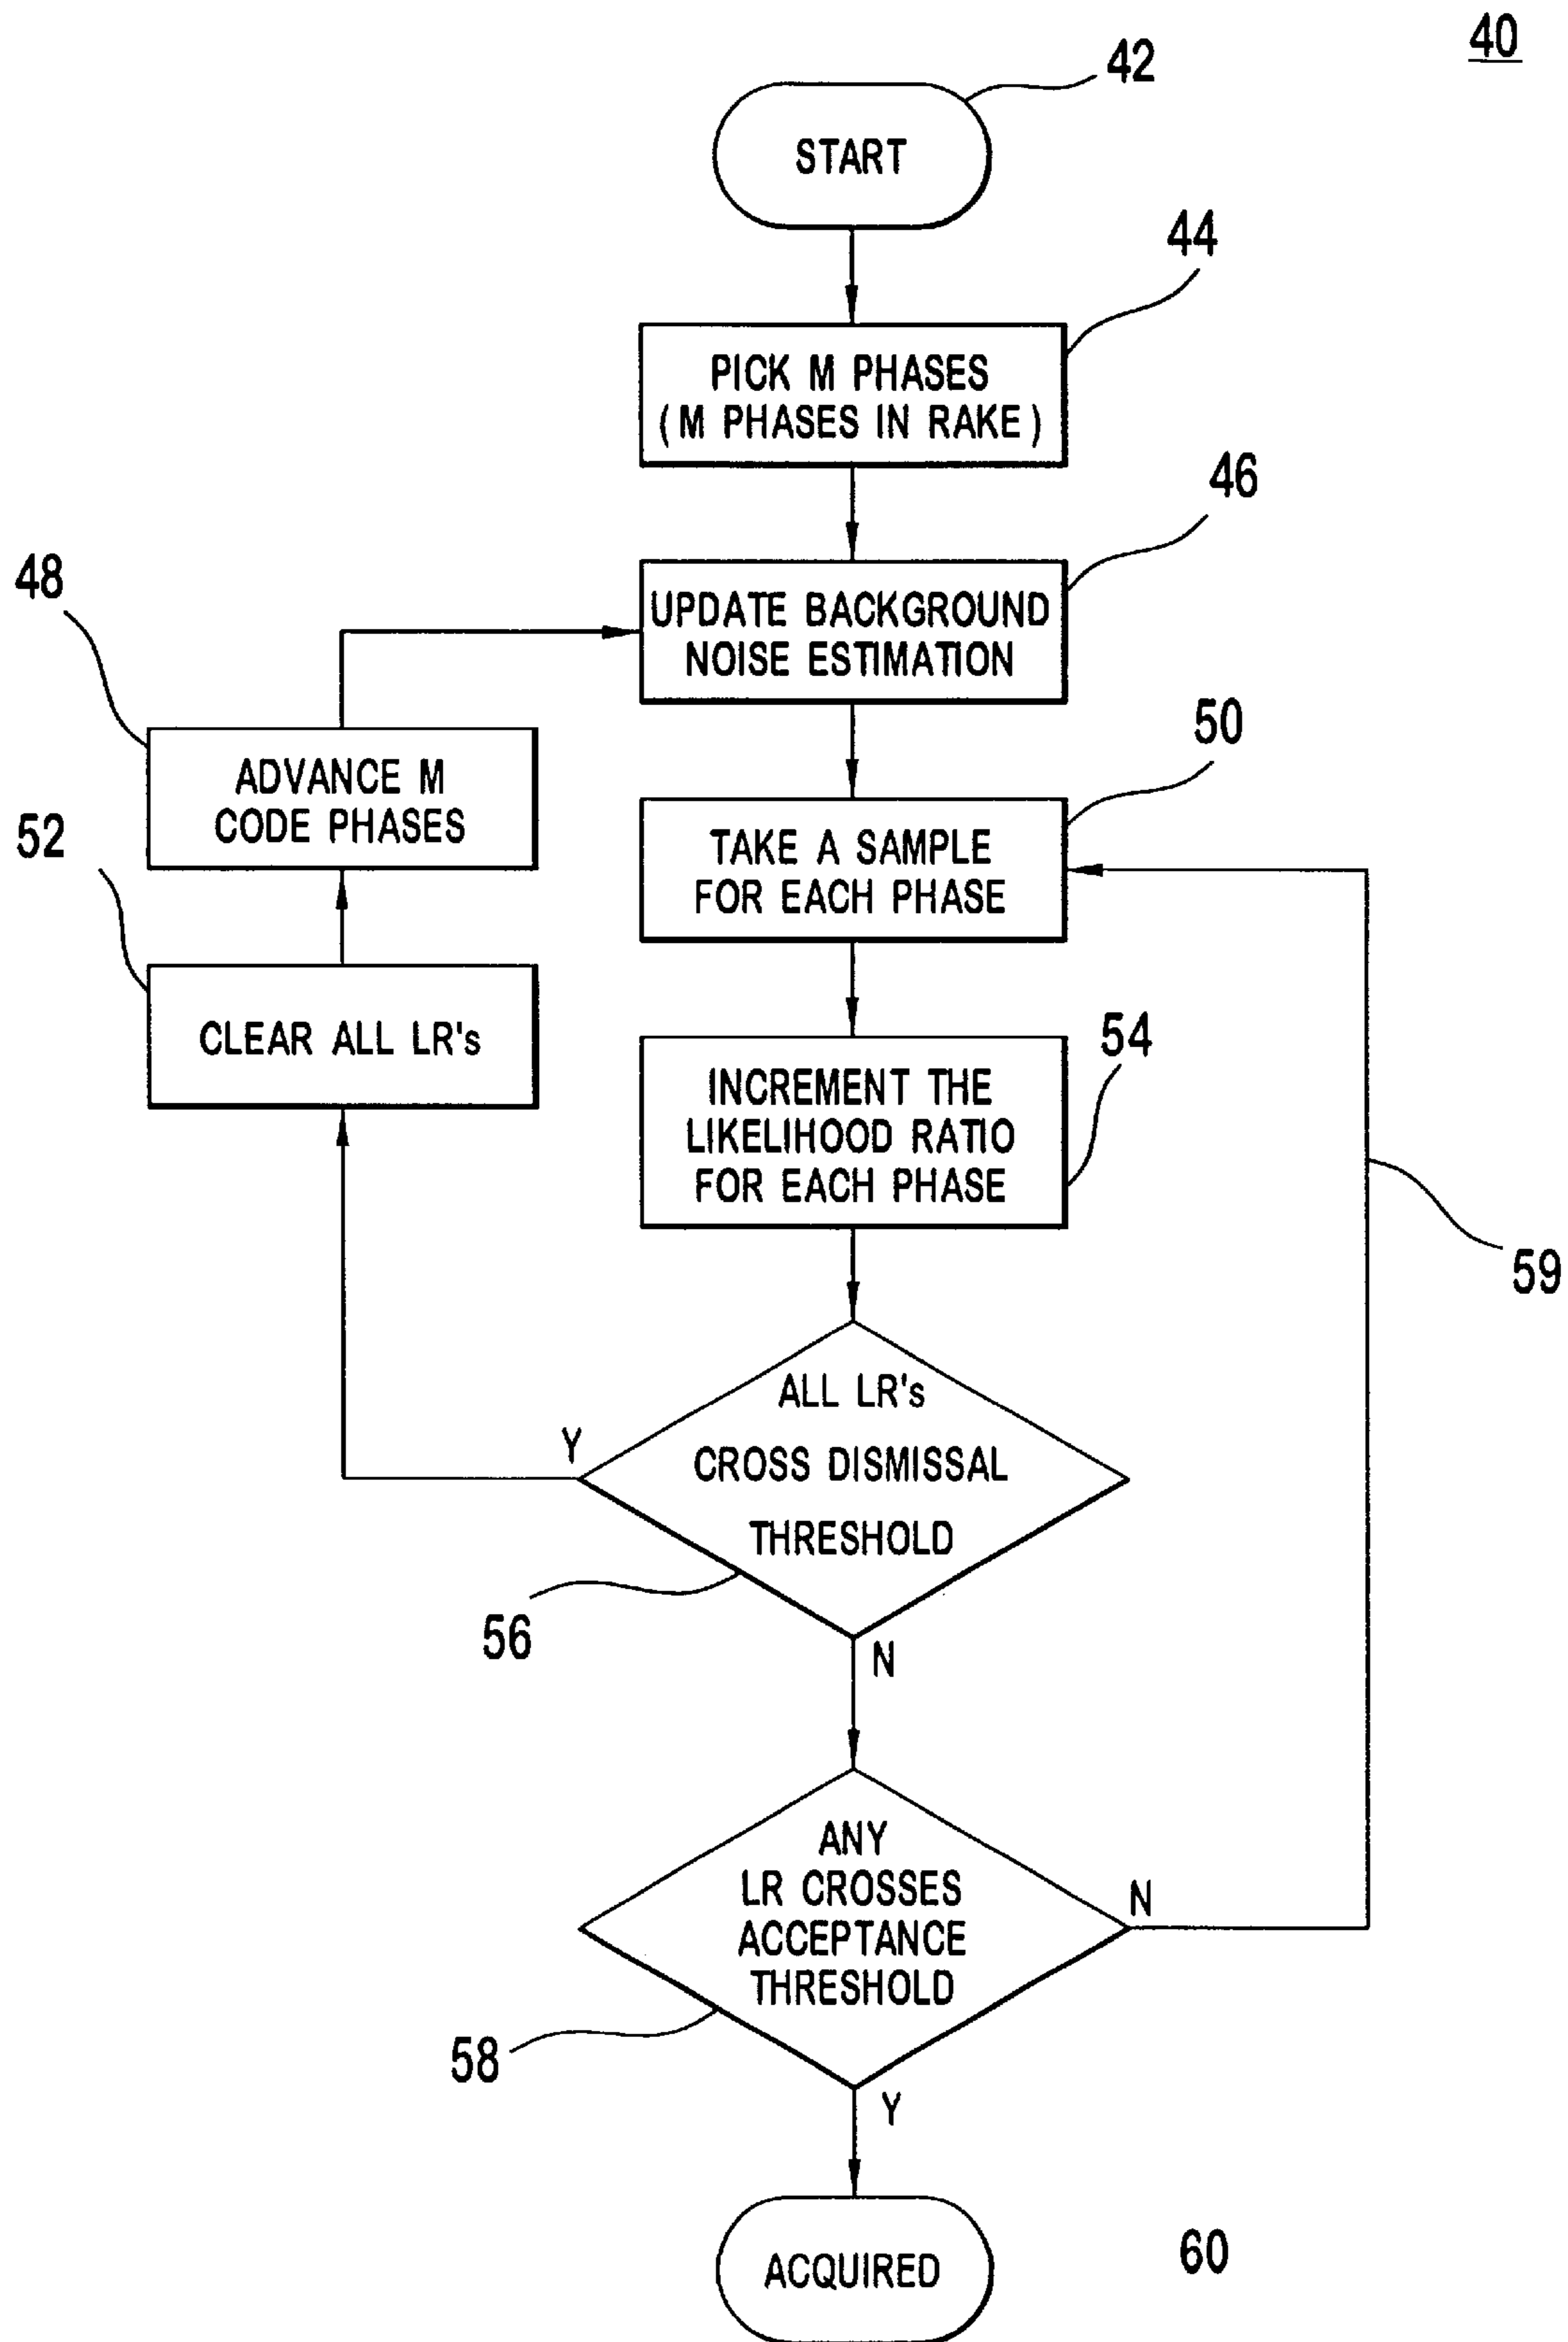 40
42
START
44
PICK M PHASES
(M PHASES IN RAKE)
46
UPDATE BACKGROUND
NOISE ESTIMATION
48
ADVANCE M
CODE PHASES
50
TAKE A SAMPLE
FOR EACH PHASE
52
CLEAR ALL LR's
54
INCREMENT THE
LIKELIHOOD RATIO
FOR EACH PHASE
59
ALL LR's
CROSS DISMISSAL
THRESHOLD
Y
56
N
ANY
LR CROSSES
ACCEPTANCE
THRESHOLD
N
58
Y
ACQUIRED
60